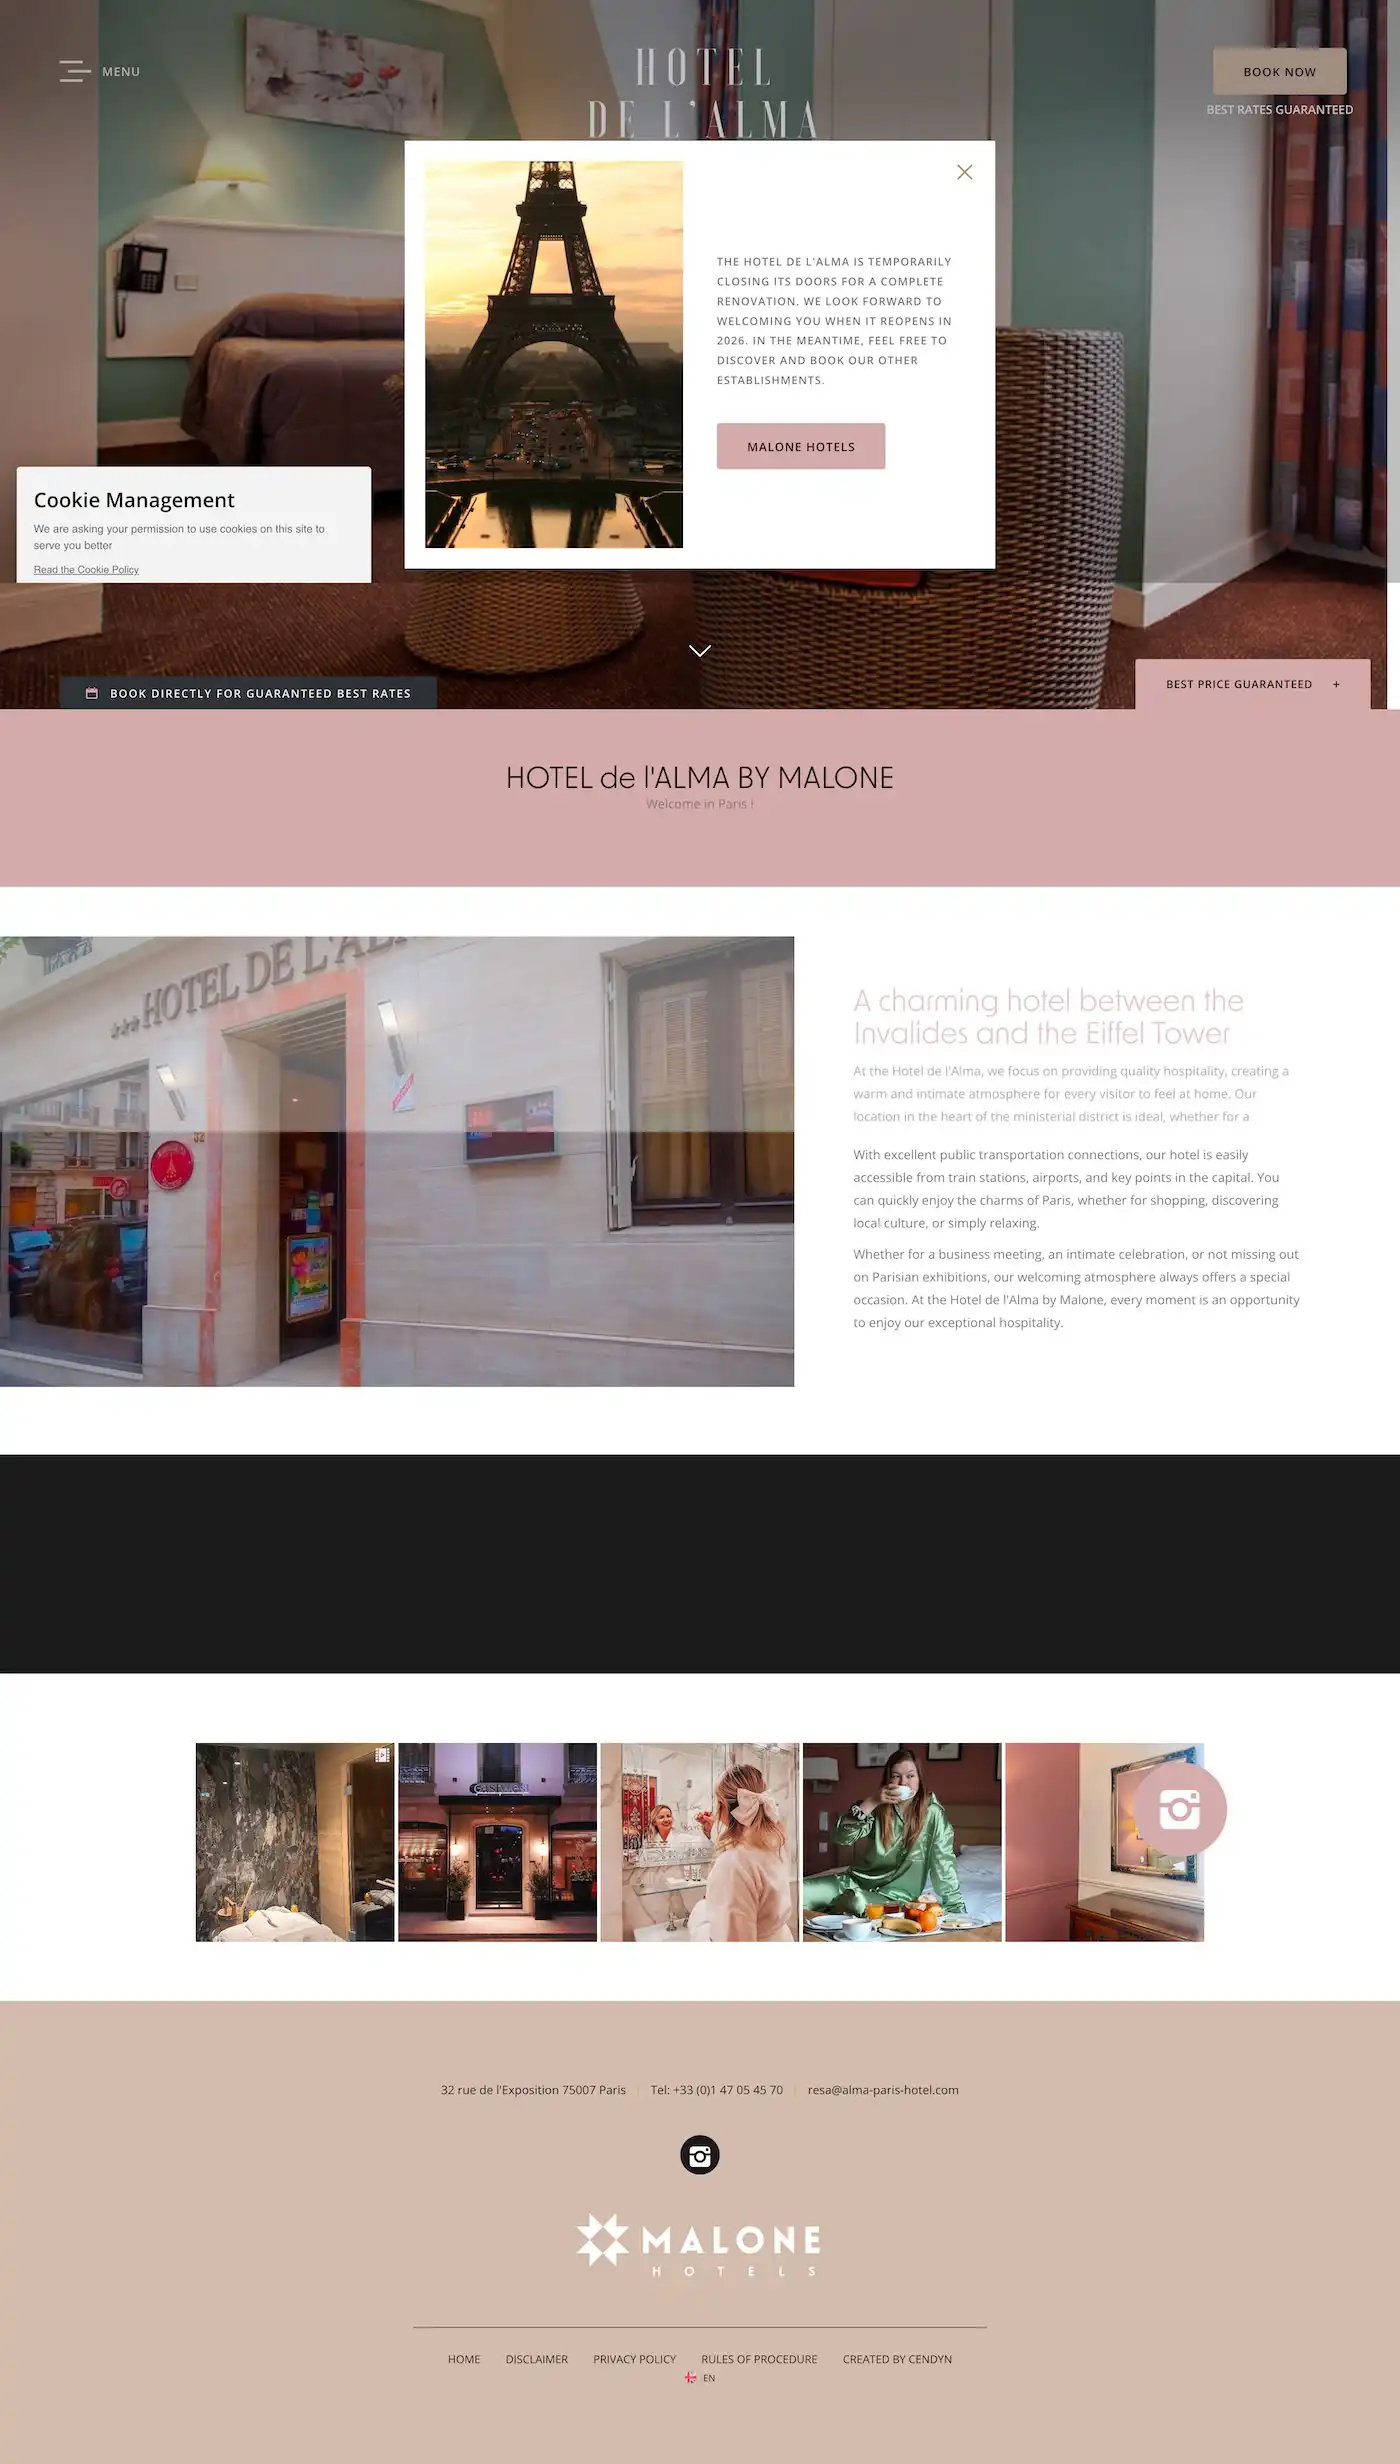 MENU
HOTEL
DE L'ALMA
BOOK NOW
BEST RATES GUARANTEED
THE HOTEL DE L'ALMA IS TEMPORARILY
CLOSING ITS DOORS FOR A COMPLETE
RENOVATION. WE LOOK FORWARD TO
WELCOMING YOU WHEN IT REOPENS IN
2026. IN THE MEANTIME, FEEL FREE TO
DISCOVER AND BOOK OUR OTHER
ESTABLISHMENTS.
MALONE HOTELS
Cookie Management
We are asking your permission to use cookies on this site to
serve you better
Read the Cookie Policy
BOOK DIRECTLY FOR GUARANTEED BEST RATES
BEST PRICE GUARANTEED +
HOTEL de l'ALMA BY MALONE
Welcome in Paris !
HOTEL DE L'AL
32
A charming hotel between the
Invalides and the Eiffel Tower
At the Hotel de l'Alma, we focus on providing quality hospitality, creating a
warm and intimate atmosphere for every visitor to feel at home. Our
location in the heart of the ministerial district is ideal, whether for a
With excellent public transportation connections, our hotel is easily
accessible from train stations, airports, and key points in the capital. You
can quickly enjoy the charms of Paris, whether for shopping, discovering
local culture, or simply relaxing.
Whether for a business meeting, an intimate celebration, or not missing out
on Parisian exhibitions, our welcoming atmosphere always offers a special
occasion. At the Hotel de l'Alma by Malone, every moment is an opportunity
to enjoy our exceptional hospitality.
eastwest
32 rue de l'Exposition 75007 Paris | Tel: +33 (0)1 47 05 45 70 | resa@alma-paris-hotel.com
MALONE
HOTELS
HOME DISCLAIMER PRIVACY POLICY RULES OF PROCEDURE CREATED BY CENDYN
EN